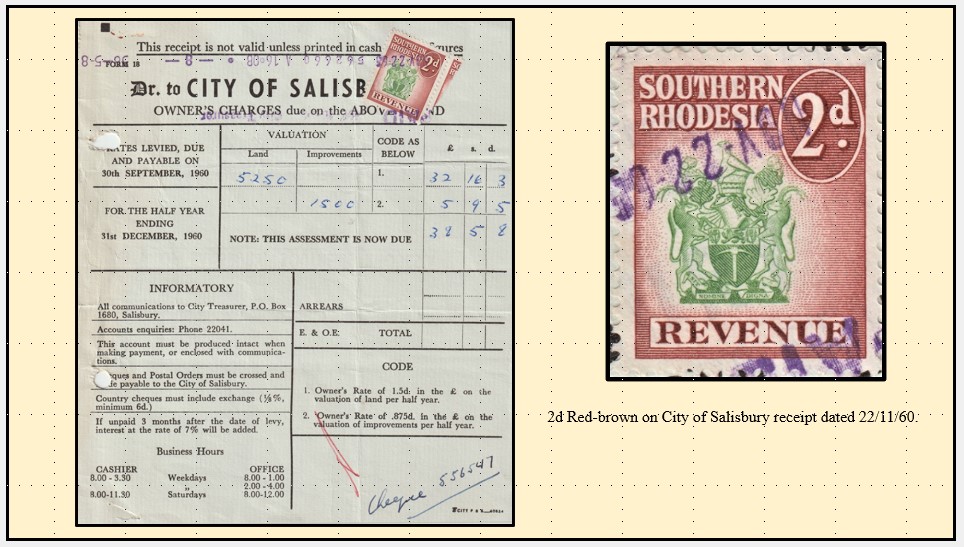 This receipt is not valid unless printed in cash figures
FORM 18
Dr. to CITY OF SALISB
OWNER'S CHARGES due on the ABOV ND
RATES LEVIED, DUE
AND PAYABLE ON
30th SEPTEMBER, 1960
FOR THE HALF YEAR
ENDING
31st DECEMBER, 1960
VALUATION
Land Improvements
CODE AS
BELOW
£ s. d.
5250 1. 32 16 3
1500 2. 5 9 5
NOTE: THIS ASSESSMENT IS NOW DUE 38 5 8
INFORMATORY
All communications to City Treasurer, P.O. Box
1680, Salisbury.
Accounts enquiries: Phone 22041.
This account must be produced intact when
making payment, or enclosed with communica-
tions.
ques and Postal Orders must be crossed and
e payable to the City of Salisbury.
Country cheques must include exchange (⅛%,
minimum 6d.)
If unpaid 3 months after the date of levy,
interest at the rate of 7% will be added.
Business Hours
CASHIER OFFICE
8.00 - 3.30 Weekdays 8.00 - 1.00
„ 2.00 -4.00
8.00-11.30 Saturdays 8.00-12.00
ARREARS
E. & O.E: TOTAL
CODE
1. Owner's Rate of 1.5d. in the £ on the
valuation of land per half year.
2. Owner's Rate of .875d. in the £ on the
valuation of improvements per half year.
Cheque 556547
SOUTHERN
RHODESIA
2d
REVENUE
SOUTHERN
RHODESIA
2d.
22 NOV
REVENUE
2d Red-brown on City of Salisbury receipt dated 22/11/60.